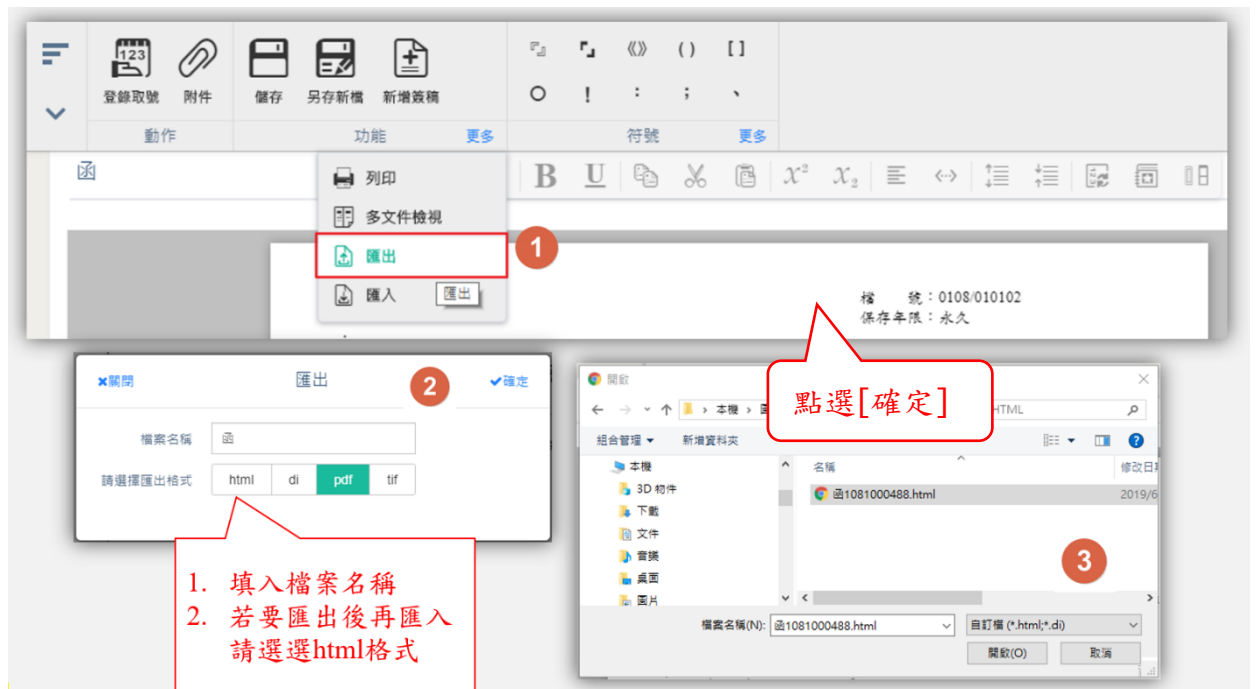 登錄取號 附件 儲存 另存新檔 新增簽稿
『』 「」 《》 ( ) [ ]
○ ! : ; 、
動作 功能 更多 符號 更多
函
B U X² X₂
列印
多文件檢視
匯出
1
匯入
匯出
檔 號：0108/010102
保存年限：永久
關閉 匯出 2 確定
檔案名稱 函
請選擇匯出格式 html di pdf tif
1. 填入檔案名稱
2. 若要匯出後再匯入
請選選html格式
開啟
點選[確定]
本機
HTML
組合管理 新增資料夾
本機
3D 物件
下載
文件
音樂
桌面
圖片
名稱 修改日
函1081000488.html 2019/6
3
檔案名稱(N): 函1081000488.html 自訂檔 (*.html;*.di)
開啟(O) 取消